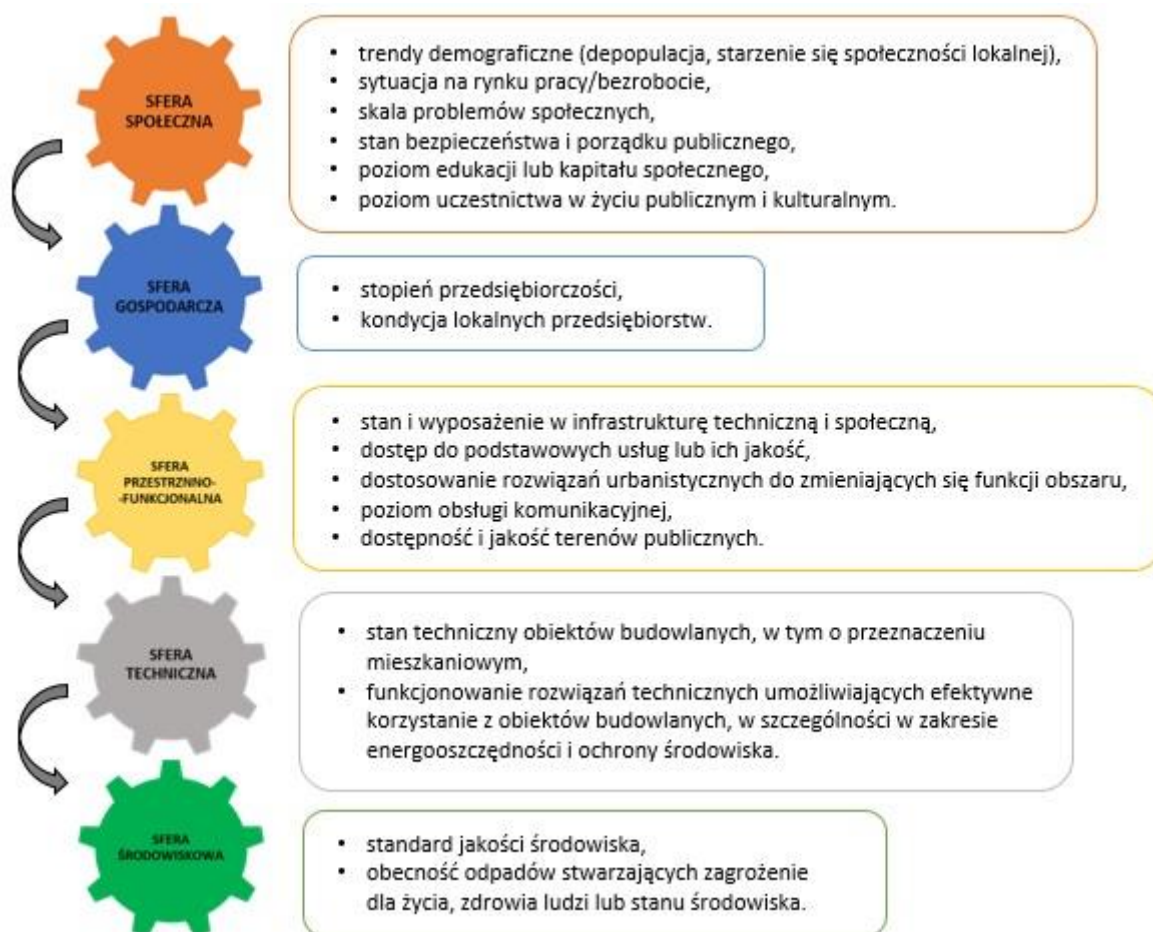 SFERA
SPOŁECZNA
• trendy demograficzne (depopulacja, starzenie się społeczności lokalnej),
• sytuacja na rynku pracy/bezrobocie,
• skala problemów społecznych,
• stan bezpieczeństwa i porządku publicznego,
• poziom edukacji lub kapitału społecznego,
• poziom uczestnictwa w życiu publicznym i kulturalnym.
SFERA
GOSPODARCZA
• stopień przedsiębiorczości,
• kondycja lokalnych przedsiębiorstw.
SFERA
PRZESTRZNNO-
-FUNKCJONALNA
• stan i wyposażenie w infrastrukturę techniczną i społeczną,
• dostęp do podstawowych usług lub ich jakość,
• dostosowanie rozwiązań urbanistycznych do zmieniających się funkcji obszaru,
• poziom obsługi komunikacyjnej,
• dostępność i jakość terenów publicznych.
SFERA
TECHNICZNA
• stan techniczny obiektów budowlanych, w tym o przeznaczeniu
mieszkaniowym,
• funkcjonowanie rozwiązań technicznych umożliwiających efektywne
korzystanie z obiektów budowlanych, w szczególności w zakresie
energooszczędności i ochrony środowiska.
SFERA
ŚRODOWISKOWA
• standard jakości środowiska,
• obecność odpadów stwarzających zagrożenie
dla życia, zdrowia ludzi lub stanu środowiska.